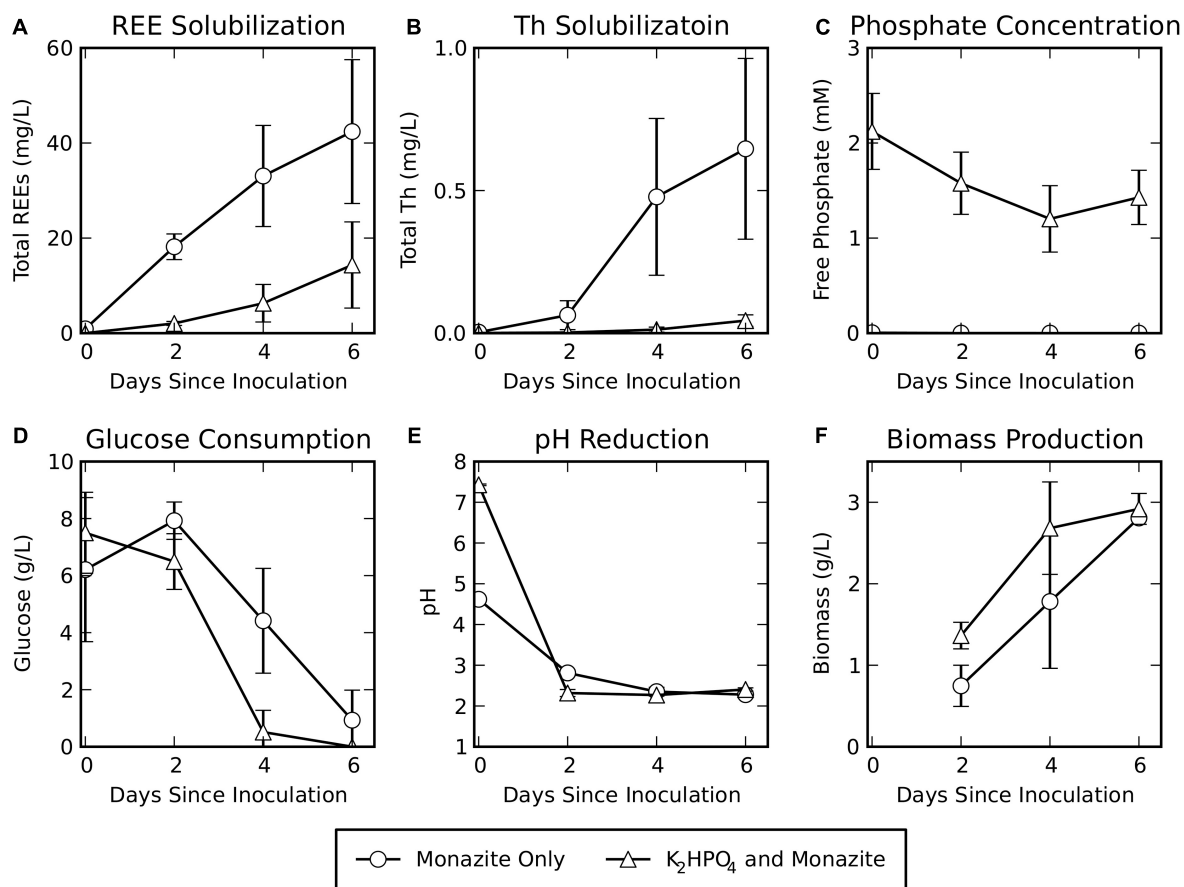 A REE Solubilization
60
40
20
0
Total REEs (mg/L)
0 2 4 6
Days Since Inoculation
B Th Solubilizatoin
1.0
0.5
0.0
Total Th (mg/L)
0 2 4 6
Days Since Inoculation
C Phosphate Concentration
3
2
1
0
Free Phosphate (mM)
0 2 4 6
Days Since Inoculation
D Glucose Consumption
10
8
6
4
2
0
Glucose (g/L)
0 2 4 6
Days Since Inoculation
E pH Reduction
8
7
6
5
4
3
2
1
pH
0 2 4 6
Days Since Inoculation
F Biomass Production
3
2
1
0
Biomass (g/L)
0 2 4 6
Days Since Inoculation
Monazite Only K₂HPO₄ and Monazite